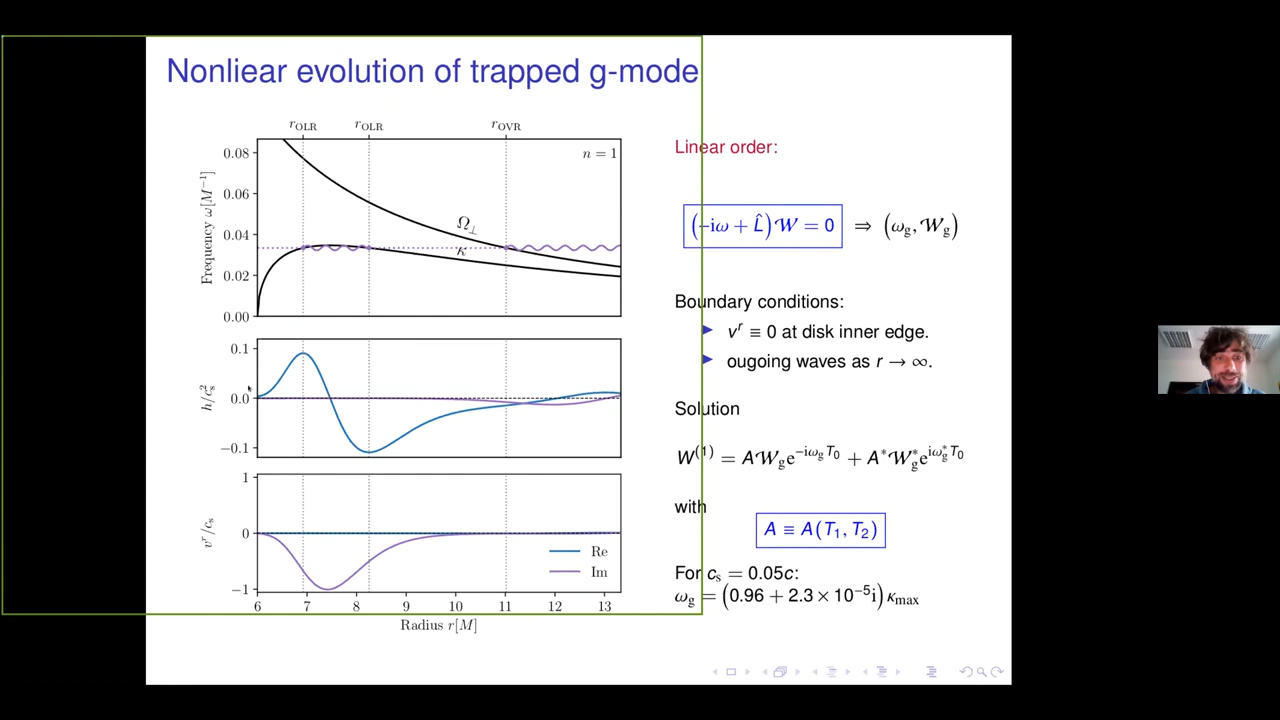 Nonliear evolution of trapped g-mode
r_OLR r_OLR r_OVR
n = 1
0.08
0.06
0.04
0.02
0.00
Frequency ω[M⁻¹]
Ω⊥
κ
0.1
0.0
−0.1
h/c_s²
1
0
−1
v^r/c_s
Re
Im
6 7 8 9 10 11 12 13
Radius r[M]
Linear order:
(−iω + L̂)𝒲 = 0 ⇒ (ω_g, 𝒲_g)
Boundary conditions:
▶ v^r ≡ 0 at disk inner edge.
▶ ougoing waves as r → ∞.
Solution
W^(1) = A𝒲_g e^{−iω_g T_0} + A*𝒲_g* e^{iω_g* T_0}
with
A ≡ A(T_1, T_2)
For c_s = 0.05c:
ω_g = (0.96 + 2.3 × 10⁻⁵i) κ_max